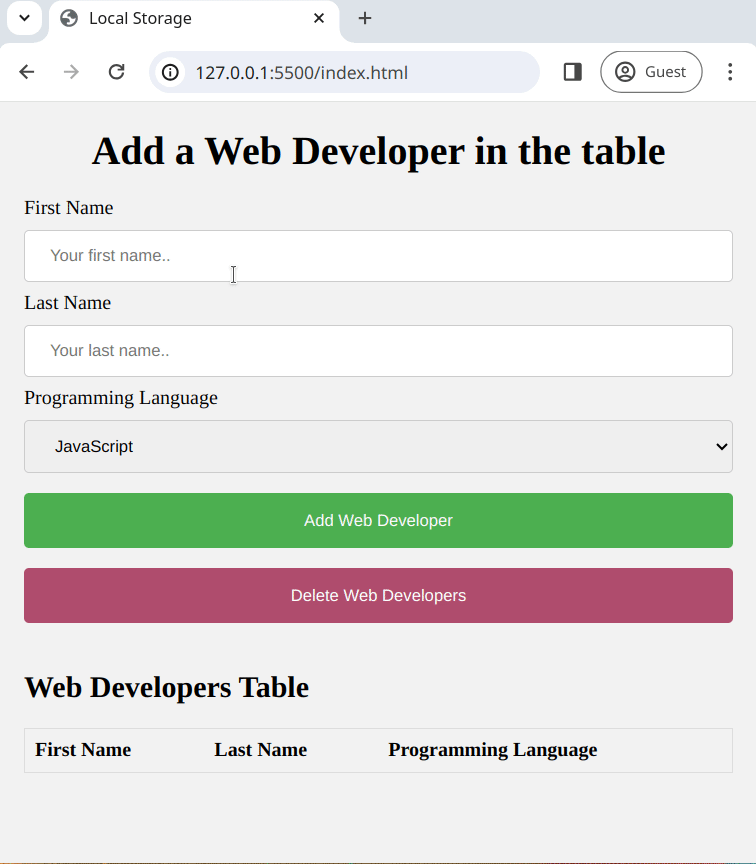 Local Storage
127.0.0.1:5500/index.html
Guest
Add a Web Developer in the table
First Name
Your first name..
Last Name
Your last name..
Programming Language
JavaScript
Add Web Developer
Delete Web Developers
Web Developers Table
First Name Last Name Programming Language